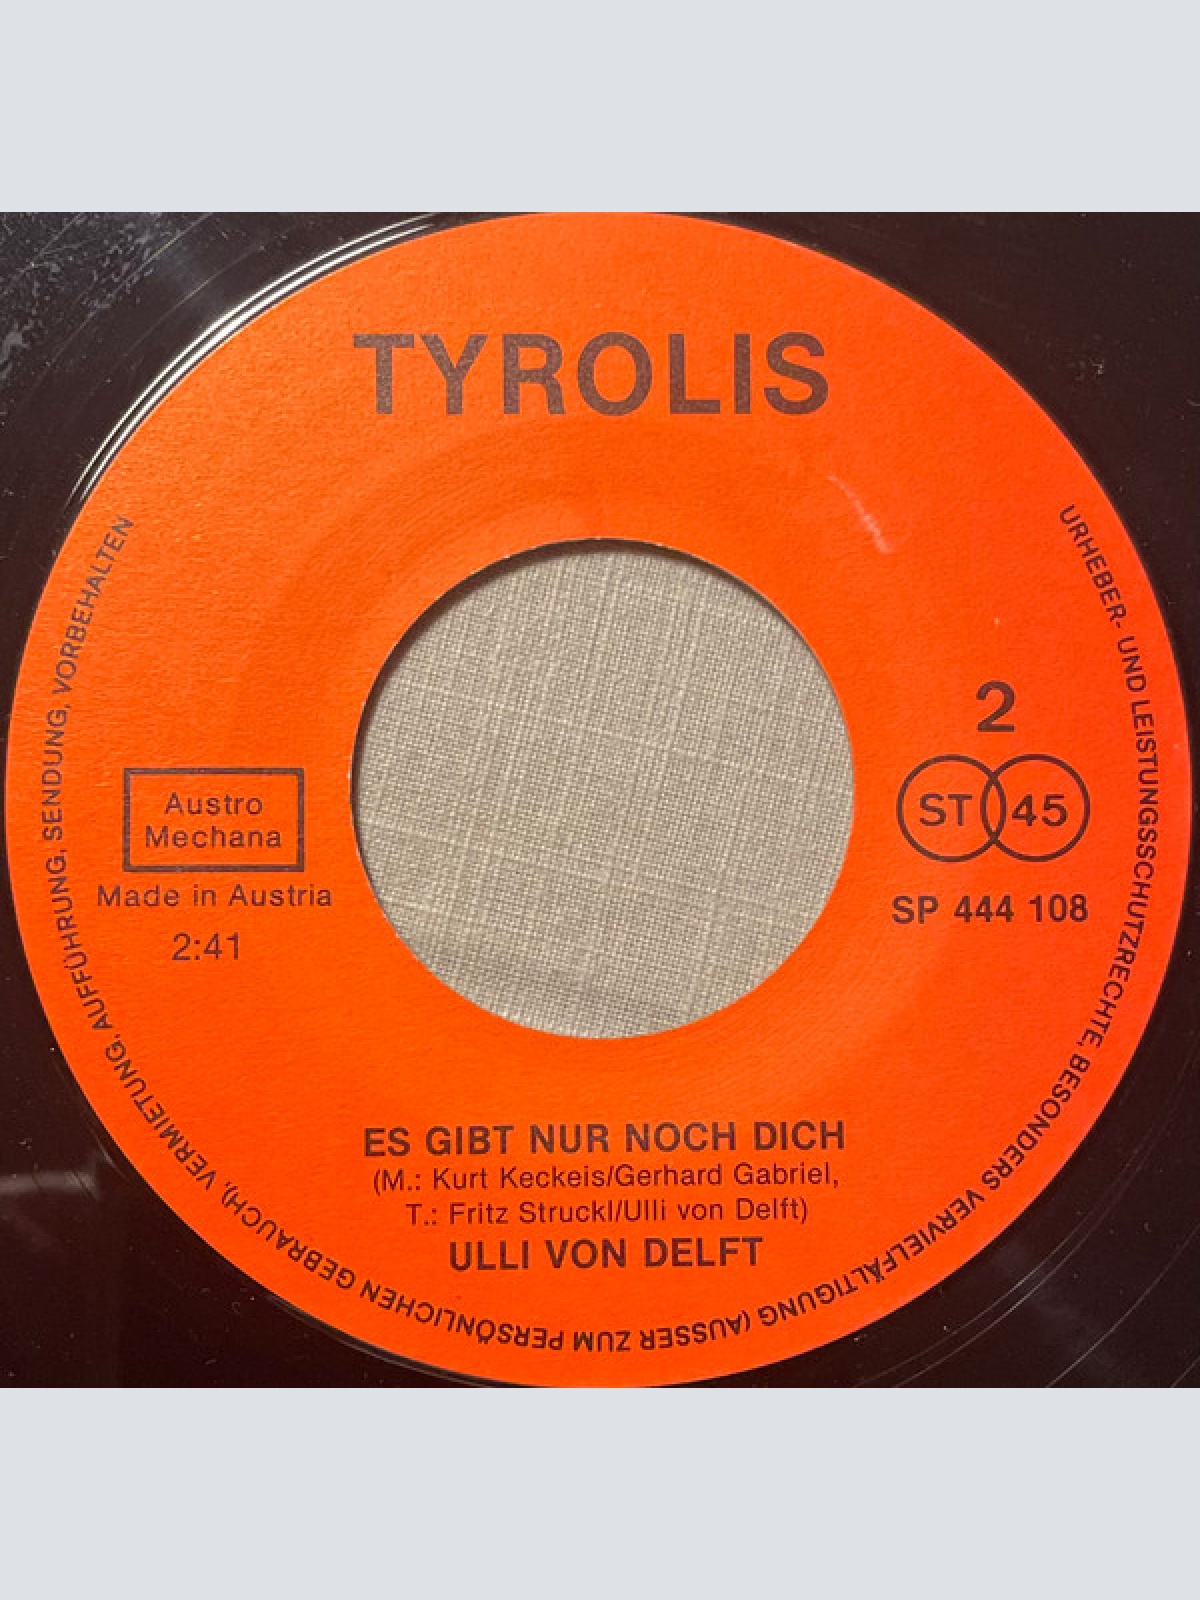 TYROLIS
URHEBER- UND LEISTUNGSSCHUTZRECHTE, BESONDERS VERVIELFÄLTIGUNG (AUSSER ZUM PERSÖNLICHEN GEBRAUCH), VERMIETUNG, AUFFÜHRUNG, SENDUNG, VORBEHALTEN
Austro
Mechana
Made in Austria
2:41
2
ST 45
SP 444 108
ES GIBT NUR NOCH DICH
(M.: Kurt Keckeis/Gerhard Gabriel,
T.: Fritz Struckl/Ulli von Delft)
ULLI VON DELFT